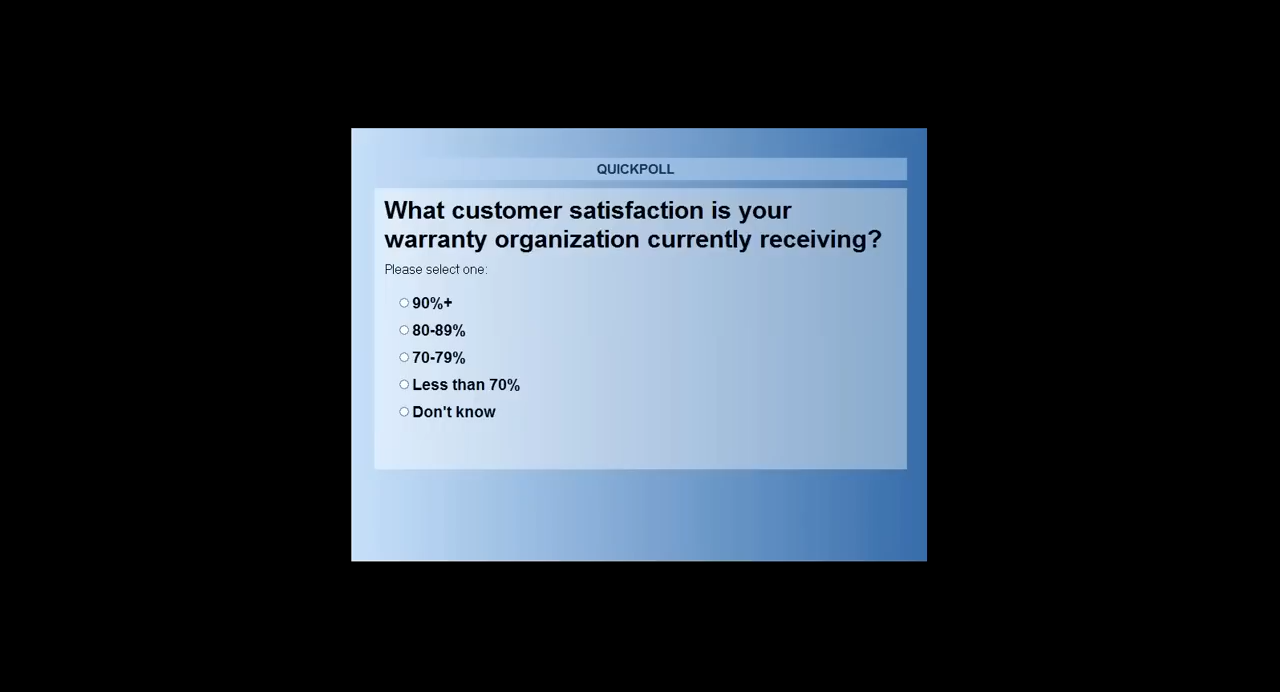 QUICKPOLL
What customer satisfaction is your
warranty organization currently receiving?
Please select one:
90%+
80-89%
70-79%
Less than 70%
Don't know